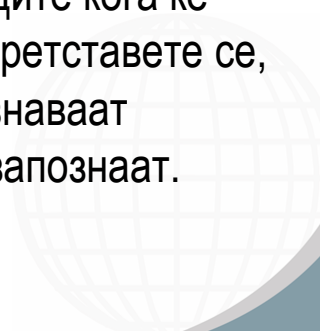 дите кога ќе
ретставете се,
знаваат
запознаат.